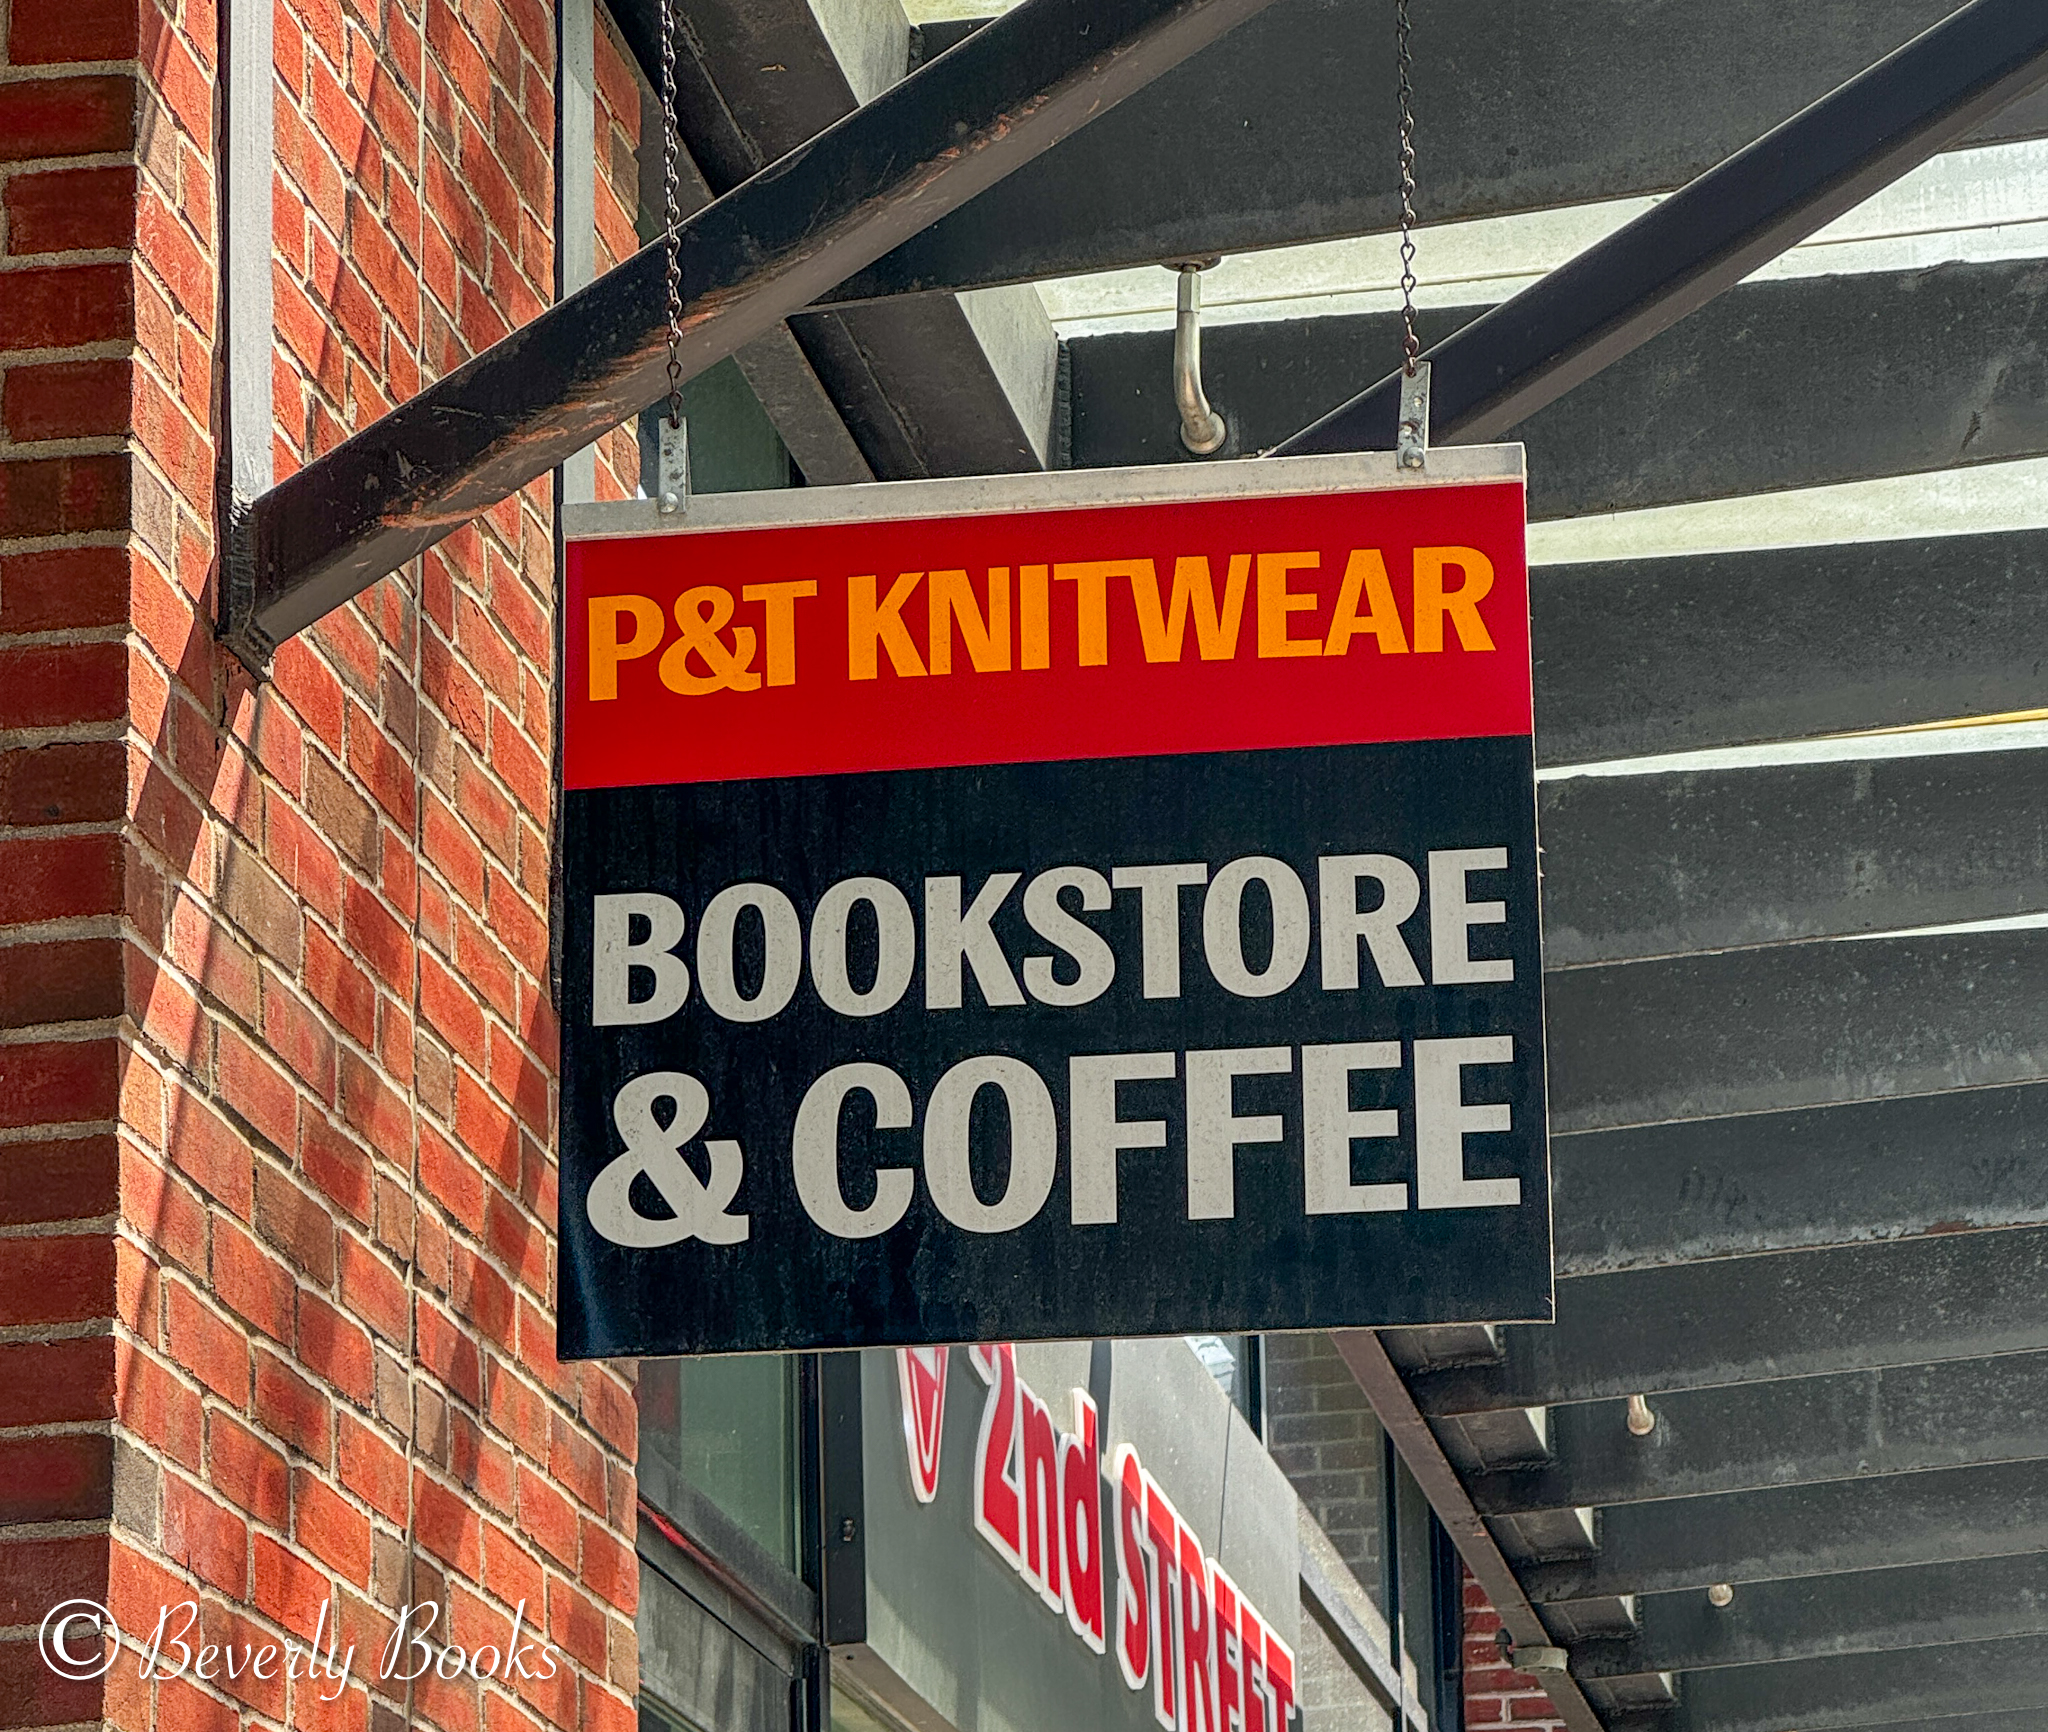 P&T KNITWEAR
BOOKSTORE
& COFFEE
2nd STREET
© Beverly Books